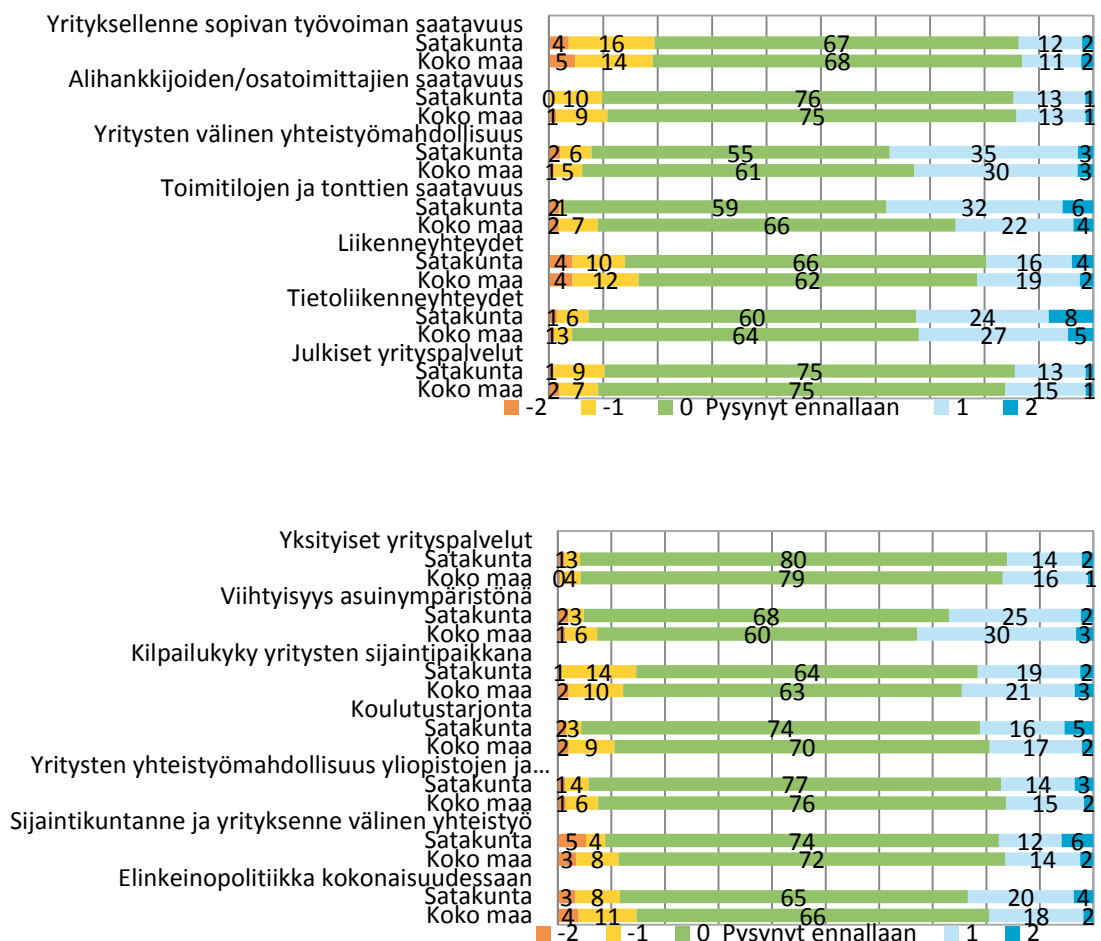 Yrityksellenne sopivan työvoiman saatavuus
Satakunta 4 16 67 12 2
Koko maa 5 14 68 11 2
Alihankkijoiden/osatoimittajien saatavuus
Satakunta 0 10 76 13 1
Koko maa 1 9 75 13 1
Yritysten välinen yhteistyömahdollisuus
Satakunta 2 6 55 35 3
Koko maa 1 5 61 30 3
Toimitilojen ja tonttien saatavuus
Satakunta 2 1 59 32 6
Koko maa 2 7 66 22 4
Liikenneyhteydet
Satakunta 4 10 66 16 4
Koko maa 4 12 62 19 2
Tietoliikenneyhteydet
Satakunta 1 6 60 24 8
Koko maa 1 3 64 27 5
Julkiset yrityspalvelut
Satakunta 1 9 75 13 1
Koko maa 2 7 75 15 1
-2 -1 0 Pysynyt ennallaan 1 2
Yksityiset yrityspalvelut
Satakunta 1 3 80 14 2
Koko maa 0 4 79 16 1
Viihtyisyys asuinympäristönä
Satakunta 2 3 68 25 2
Koko maa 1 6 60 30 3
Kilpailukyky yritysten sijaintipaikkana
Satakunta 1 14 64 19 2
Koko maa 2 10 63 21 3
Koulutustarjonta
Satakunta 2 3 74 16 5
Koko maa 2 9 70 17 2
Yritysten yhteistyömahdollisuus yliopistojen ja...
Satakunta 1 4 77 14 3
Koko maa 1 6 76 15 2
Sijaintikuntanne ja yrityksenne välinen yhteistyö
Satakunta 5 4 74 12 6
Koko maa 3 8 72 14 2
Elinkeinopolitiikka kokonaisuudessaan
Satakunta 3 8 65 20 4
Koko maa 4 11 66 18 2
-2 -1 0 Pysynyt ennallaan 1 2